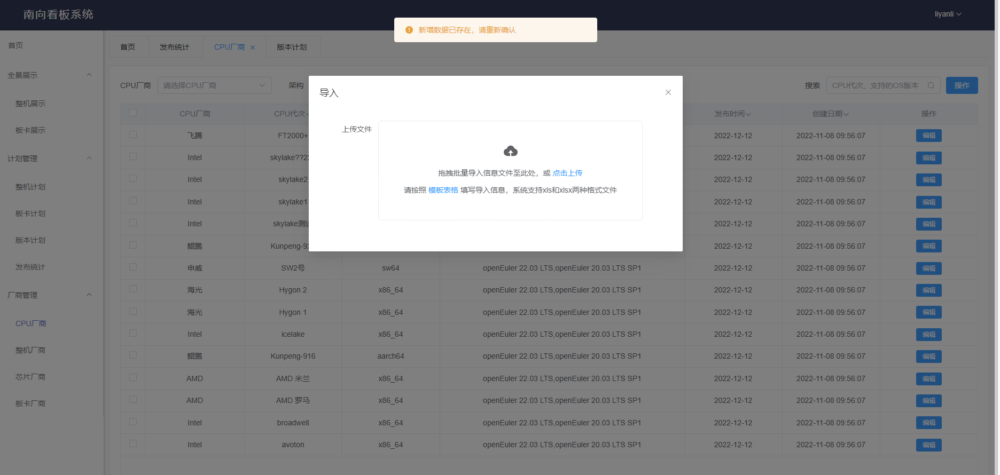 南向看板系统
liyanli
新增数据已存在，请重新确认
首页
全景展示
整机展示
板卡展示
计划管理
整机计划
板卡计划
版本计划
发布统计
厂商管理
CPU厂商
整机厂商
芯片厂商
板卡厂商
首页 发布统计 CPU厂商 版本计划
CPU厂商 请选择CPU厂商 架构 搜索 CPU代次、支持的OS版本 操作
导入
上传文件
拖拽批量导入信息文件至此处，或 点击上传
请按照 模板表格 填写导入信息，系统支持xls和xlsx两种格式文件
CPU厂商 CPU代次 发布时间 创建日期 操作
飞腾 FT2000+ 2022-12-12 2022-11-08 09:56:07 编辑
Intel skylake??22 2022-12-12 2022-11-08 09:56:07 编辑
Intel skylake2 2022-12-12 2022-11-08 09:56:07 编辑
Intel skylake1 2022-12-12 2022-11-08 09:56:07 编辑
Intel skylake测 2022-12-12 2022-11-08 09:56:07 编辑
鲲鹏 Kunpeng-92 2022-12-12 2022-11-08 09:56:07 编辑
申威 SW2号 sw64 openEuler 22.03 LTS,openEuler 20.03 LTS SP1 2022-12-12 2022-11-08 09:56:07 编辑
海光 Hygon 2 x86_64 openEuler 22.03 LTS,openEuler 20.03 LTS SP1 2022-12-12 2022-11-08 09:56:07 编辑
海光 Hygon 1 x86_64 openEuler 22.03 LTS,openEuler 20.03 LTS SP1 2022-12-12 2022-11-08 09:56:07 编辑
Intel icelake x86_64 openEuler 22.03 LTS,openEuler 20.03 LTS SP1 2022-12-12 2022-11-08 09:56:07 编辑
鲲鹏 Kunpeng-916 aarch64 openEuler 22.03 LTS,openEuler 20.03 LTS SP1 2022-12-12 2022-11-08 09:56:07 编辑
AMD AMD 米兰 x86_64 openEuler 22.03 LTS,openEuler 20.03 LTS SP1 2022-12-12 2022-11-08 09:56:07 编辑
AMD AMD 罗马 x86_64 openEuler 22.03 LTS,openEuler 20.03 LTS SP1 2022-12-12 2022-11-08 09:56:07 编辑
Intel broadwell x86_64 openEuler 22.03 LTS,openEuler 20.03 LTS SP1 2022-12-12 2022-11-08 09:56:07 编辑
Intel avoton x86_64 openEuler 22.03 LTS,openEuler 20.03 LTS SP1 2022-12-12 2022-11-08 09:56:07 编辑